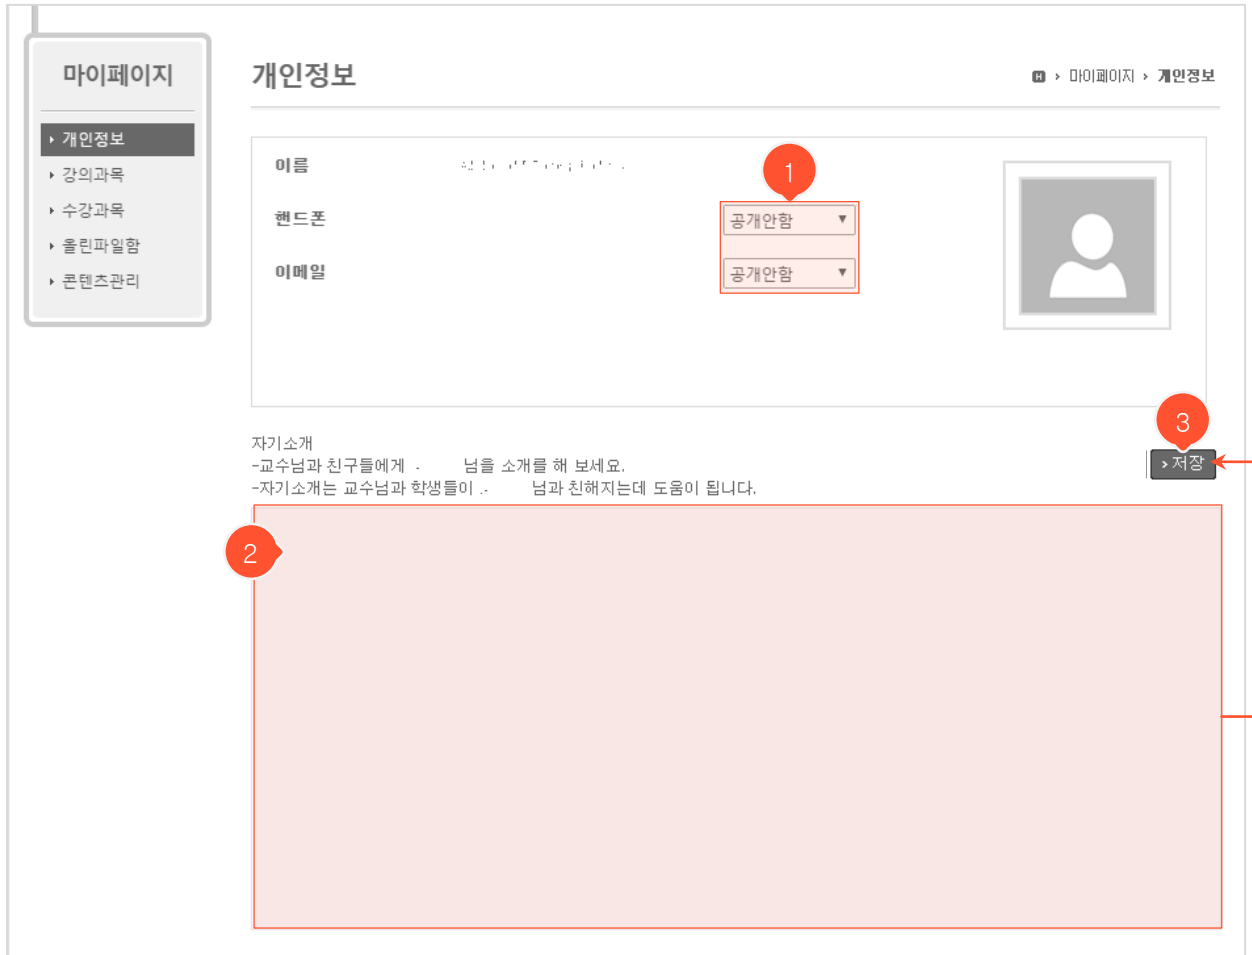 마이페이지
개인정보
강의과목
수강과목
올린파일함
콘텐츠관리
개인정보
H › 마이페이지 › 개인정보
이름
1
핸드폰
공개안함
이메일
공개안함
3
자기소개
-교수님과 친구들에게 님을 소개를 해 보세요.
›저장
-자기소개는 교수님과 학생들이 님과 친해지는데 도움이 됩니다.
2